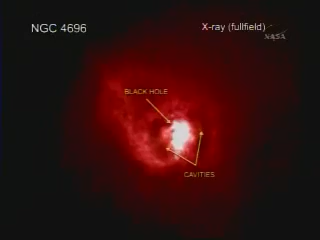 NGC 4696
X-ray (fullfield)
NASA
BLACK HOLE
CAVITIES